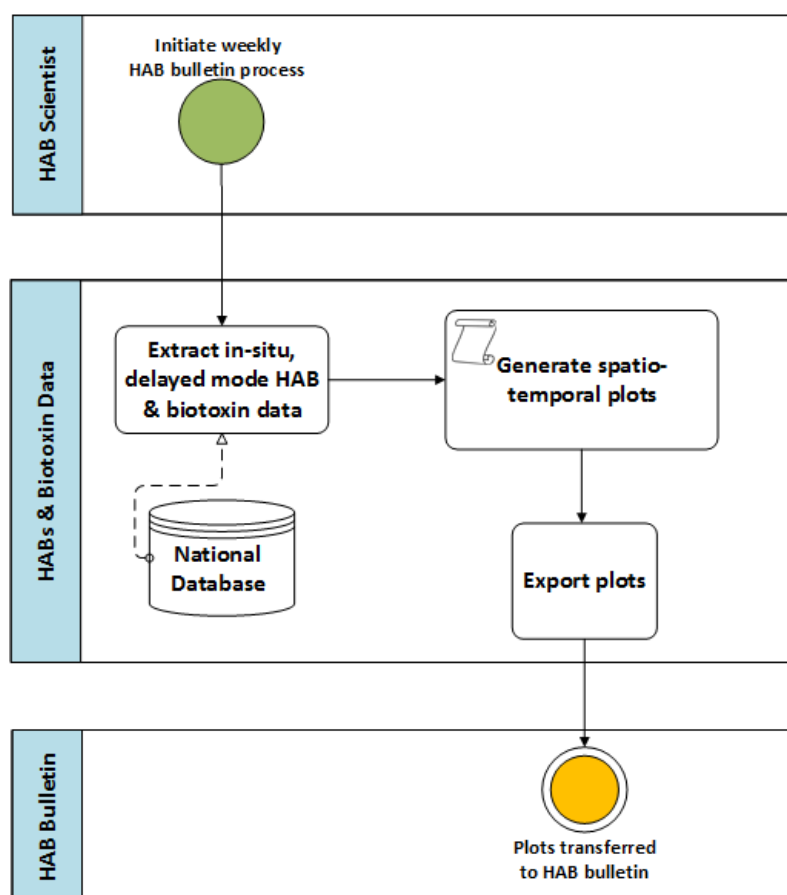 HAB Scientist
Initiate weekly
HAB bulletin process
HABs & Biotoxin Data
Extract in-situ,
delayed mode HAB
& biotoxin data
Generate spatio-
temporal plots
National
Database
Export plots
HAB Bulletin
Plots transferred
to HAB bulletin